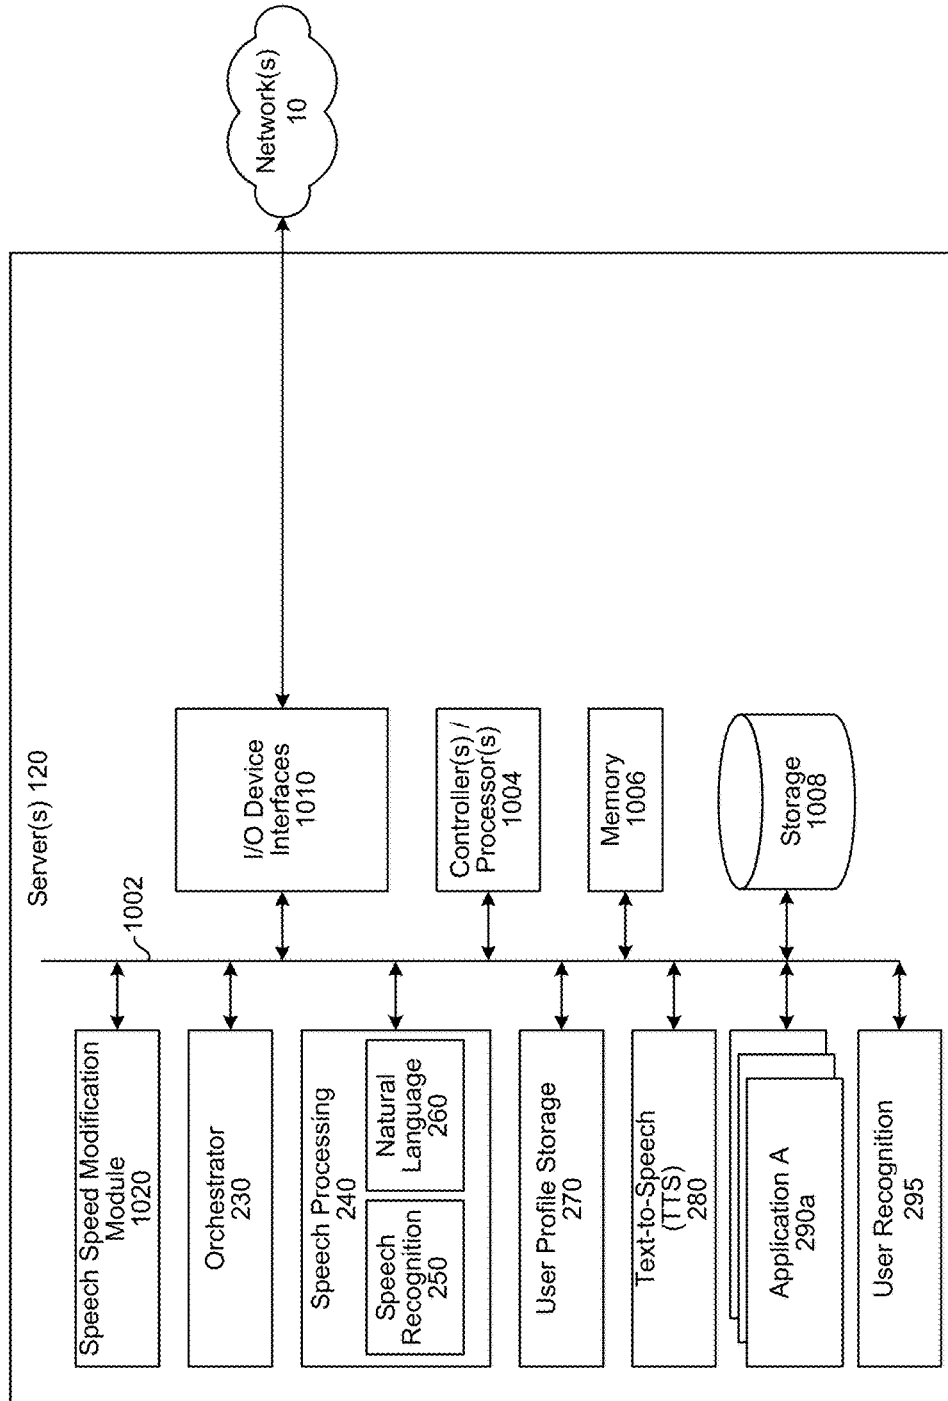 Server(s) 120
1002
Speech Speed Modification
Module
1020
Orchestrator
230
Speech Processing
240
Speech
Recognition
250
Natural
Language
260
User Profile Storage
270
Text-to-Speech
(TTS)
280
Application A
290a
User Recognition
295
I/O Device
Interfaces
1010
Controller(s) /
Processor(s)
1004
Memory
1006
Storage
1008
Network(s)
10